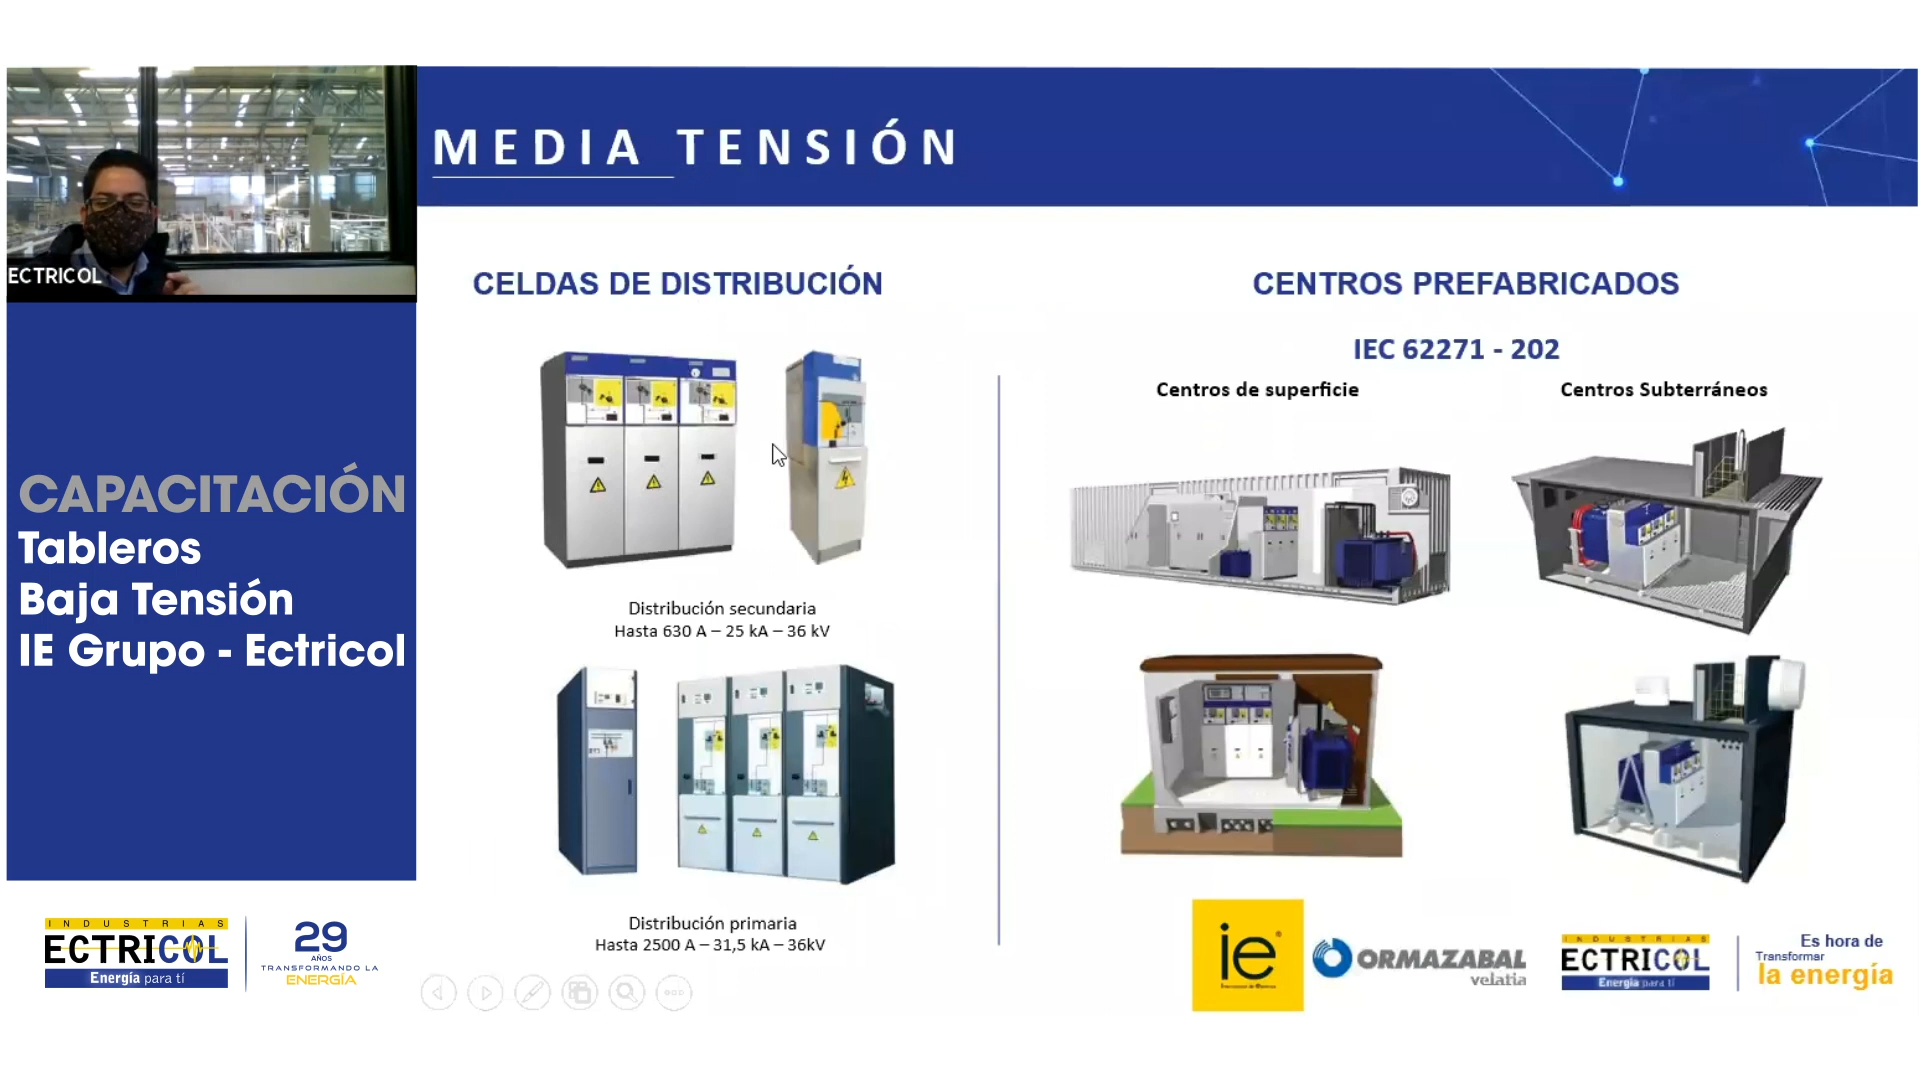 ECTRICOL
CAPACITACIÓN
Tableros
Baja Tensión
IE Grupo - Ectricol
INDUSTRIAS
ECTRICOL
Energía para tí
29
AÑOS
TRANSFORMANDO LA
ENERGÍA
MEDIA TENSIÓN
CELDAS DE DISTRIBUCIÓN
Distribución secundaria
Hasta 630 A – 25 kA – 36 kV
Distribución primaria
Hasta 2500 A – 31,5 kA – 36kV
CENTROS PREFABRICADOS
IEC 62271 - 202
Centros de superficie
Centros Subterráneos
ie
ORMAZABAL
velatia
INDUSTRIAS
ECTRICOL
Energía para tí
Es hora de
Transformar
la energía